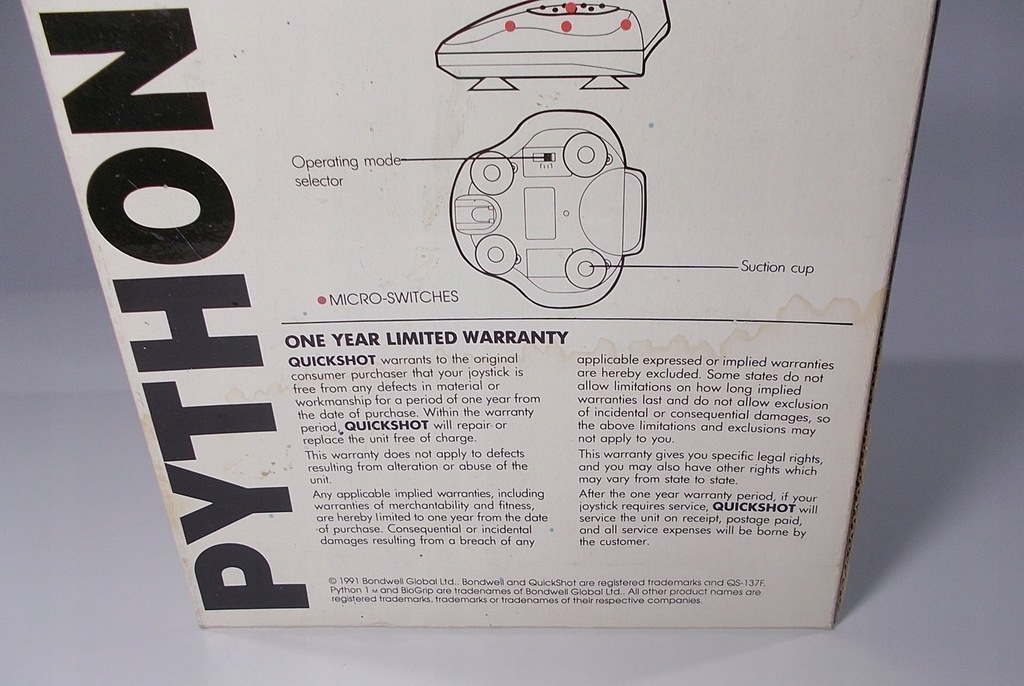 PYTHON
Operating mode
selector
Suction cup
MICRO-SWITCHES
ONE YEAR LIMITED WARRANTY
QUICKSHOT warrants to the original
consumer purchaser that your joystick is
free from any defects in material or
workmanship for a period of one year from
the date of purchase. Within the warranty
period, QUICKSHOT will repair or
replace the unit free of charge.
This warranty does not apply to defects
resulting from alteration or abuse of the
unit.
Any applicable implied warranties, including
warranties of merchantability and fitness,
are hereby limited to one year from the date
of purchase. Consequential or incidental
damages resulting from a breach of any
applicable expressed or implied warranties
are hereby excluded. Some states do not
allow limitations on how long implied
warranties last and do not allow exclusion
of incidental or consequential damages, so
the above limitations and exclusions may
not apply to you.
This warranty gives you specific legal rights,
and you may also have other rights which
may vary from state to state.
After the one year warranty period, if your
joystick requires service, QUICKSHOT will
service the unit on receipt, postage paid,
and all service expenses will be borne by
the customer.
© 1991 Bondwell Global Ltd.. Bondwell and QuickShot are registered trademarks and QS-137F,
Python 1 M and BioGrip are tradenames of Bondwell Global Ltd.. All other product names are
registered trademarks, trademarks or tradenames of their respective companies.